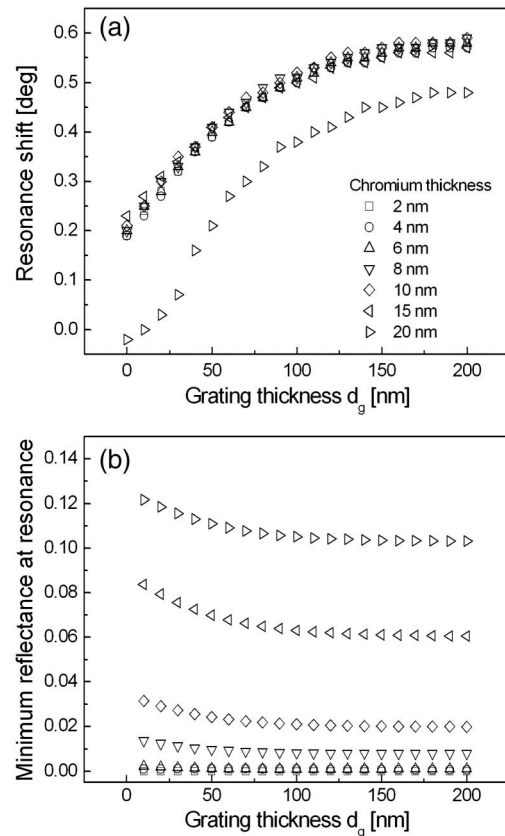 (a)
Resonance shift [deg]
0.6
0.5
0.4
0.3
0.2
0.1
0.0
Chromium thickness
2 nm
4 nm
6 nm
8 nm
10 nm
15 nm
20 nm
0 50 100 150 200
Grating thickness d_g [nm]
(b)
Minimum reflectance at resonance
0.14
0.12
0.10
0.08
0.06
0.04
0.02
0.00
0 50 100 150 200
Grating thickness d_g [nm]